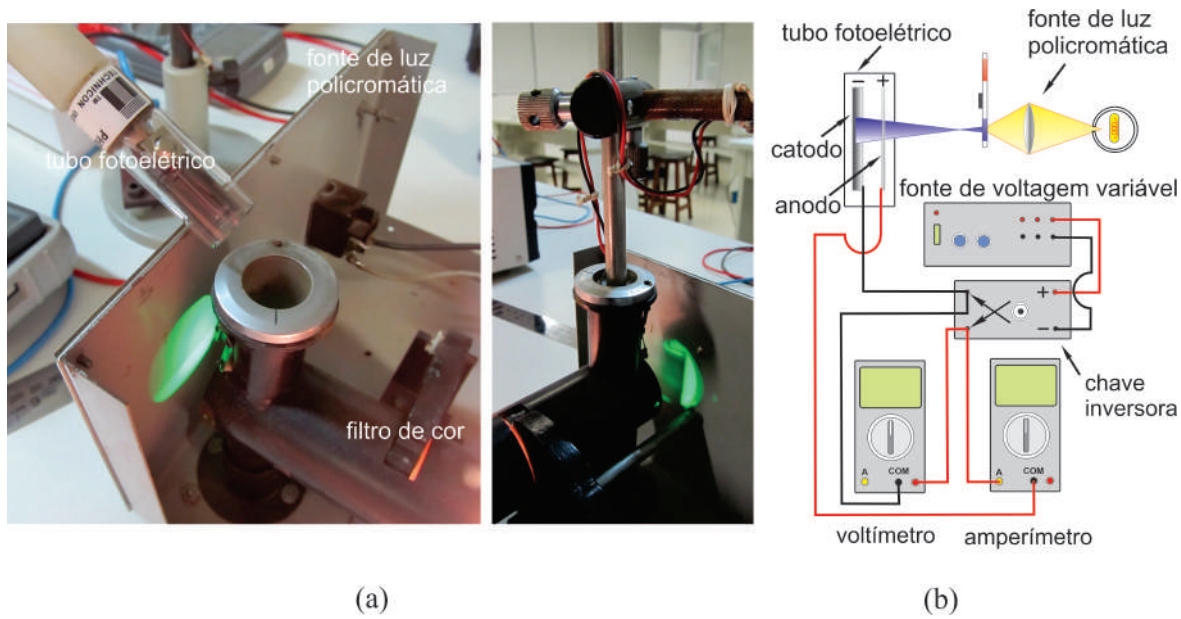 fonte de luz
policromática
TECHNICON
tubo fotoelétrico
filtro de cor
(a)
fonte de luz
policromática
tubo fotoelétrico
− +
catodo
anodo
fonte de voltagem variável
+
−
chave
inversora
A COM
A COM
voltímetro
amperímetro
(b)